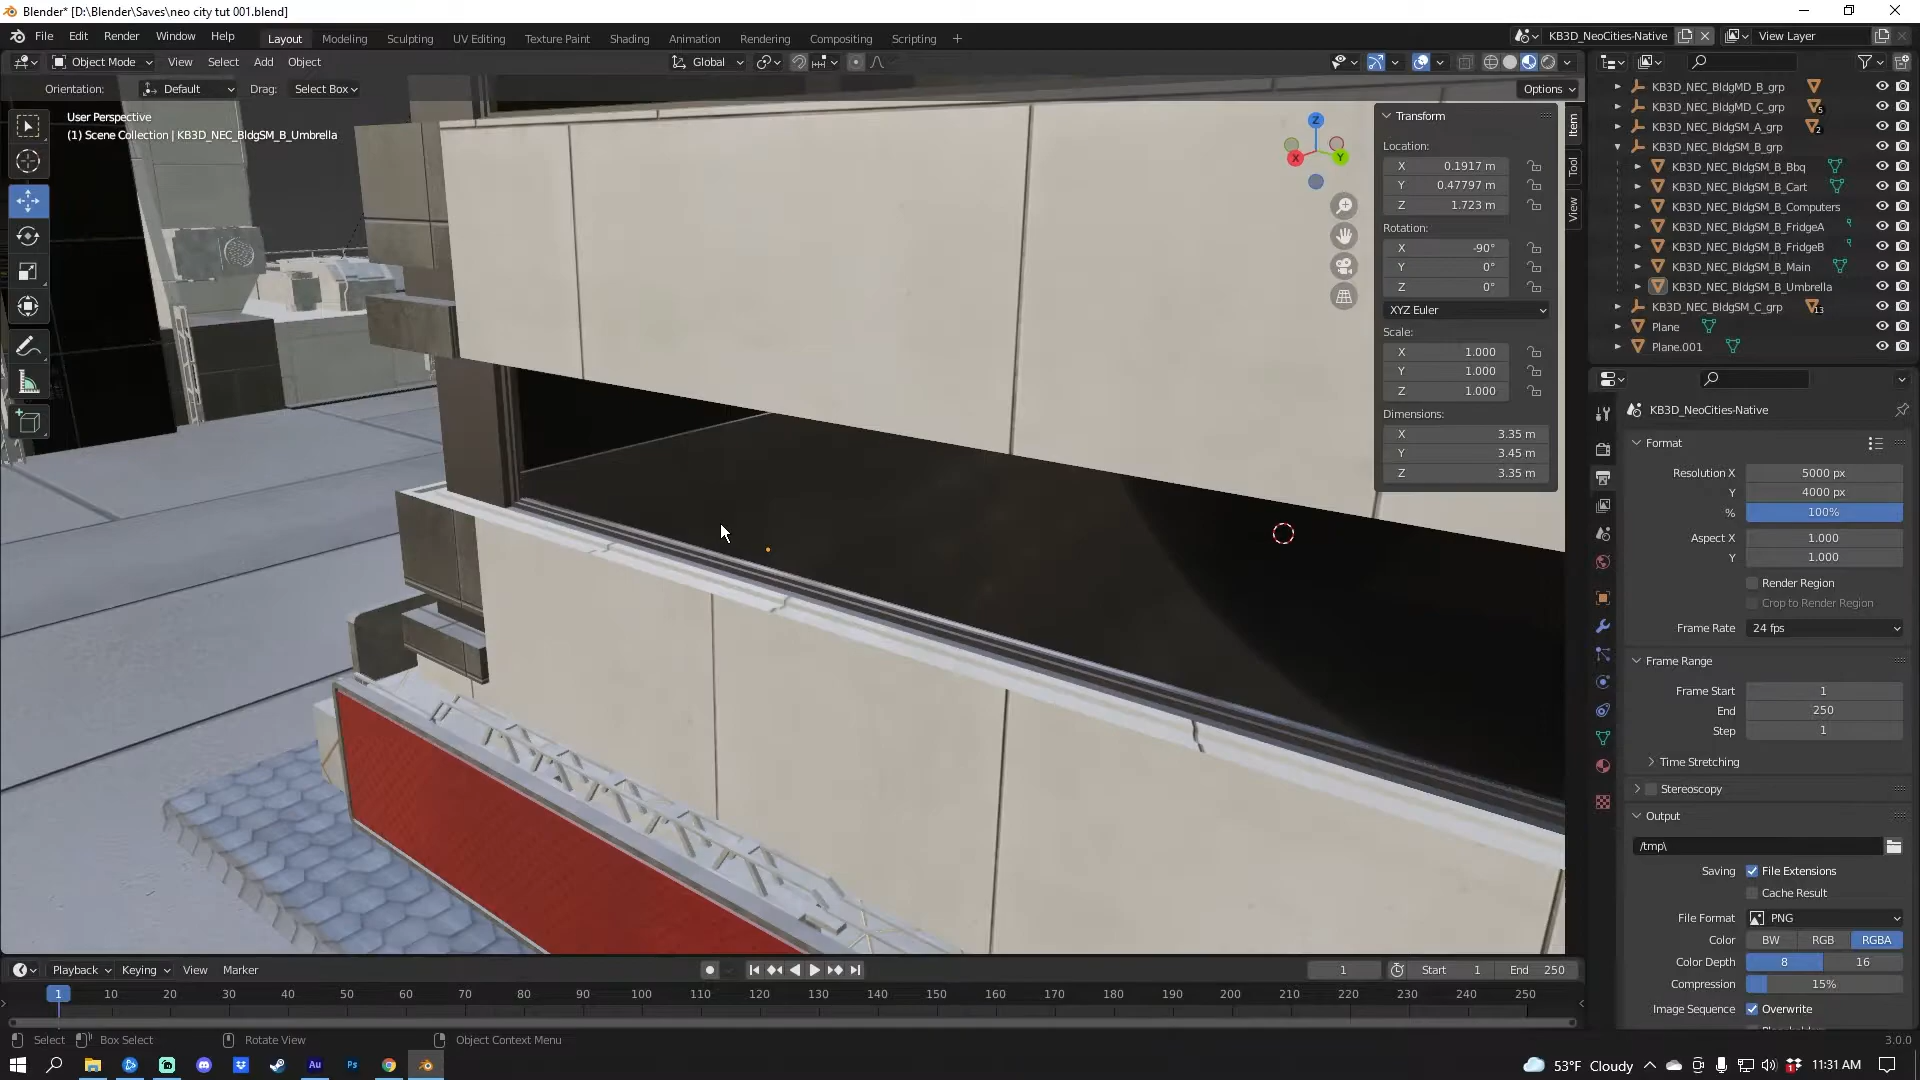 Blender* [D:\Blender\Saves\neo city tut 001.blend]
File Edit Render Window Help Layout Modeling Sculpting UV Editing Texture Paint Shading Animation Rendering Compositing Scripting + KB3D_NeoCities-Native View Layer
Object Mode View Select Add Object Global
Orientation: Default Drag: Select Box Options
User Perspective
(1) Scene Collection | KB3D_NEC_BldgSM_B_Umbrella
Z
X
Y
Transform
Location:
X 0.1917 m
Y 0.47797 m
Z 1.723 m
Rotation:
X -90°
Y 0°
Z 0°
XYZ Euler
Scale:
X 1.000
Y 1.000
Z 1.000
Dimensions:
X 3.35 m
Y 3.45 m
Z 3.35 m
Item
Tool
View
KB3D_NEC_BldgMD_B_grp
KB3D_NEC_BldgMD_C_grp 5
KB3D_NEC_BldgSM_A_grp 2
KB3D_NEC_BldgSM_B_grp
KB3D_NEC_BldgSM_B_Bbq
KB3D_NEC_BldgSM_B_Cart
KB3D_NEC_BldgSM_B_Computers
KB3D_NEC_BldgSM_B_FridgeA
KB3D_NEC_BldgSM_B_FridgeB
KB3D_NEC_BldgSM_B_Main
KB3D_NEC_BldgSM_B_Umbrella
KB3D_NEC_BldgSM_C_grp 13
Plane
Plane.001
KB3D_NeoCities-Native
Format
Resolution X 5000 px
Y 4000 px
% 100%
Aspect X 1.000
Y 1.000
Render Region
Crop to Render Region
Frame Rate 24 fps
Frame Range
Frame Start 1
End 250
Step 1
Time Stretching
Stereoscopy
Output
/tmp\
Saving File Extensions
Cache Result
File Format PNG
Color BW RGB RGBA
Color Depth 8 16
Compression 15%
Image Sequence Overwrite
Playback Keying View Marker 1 Start 1 End 250
1 10 20 30 40 50 60 70 80 90 100 110 120 130 140 150 160 170 180 190 200 210 220 230 240 250
Select Box Select Rotate View Object Context Menu 3.0.0
Au Ps 53°F Cloudy 11:31 AM